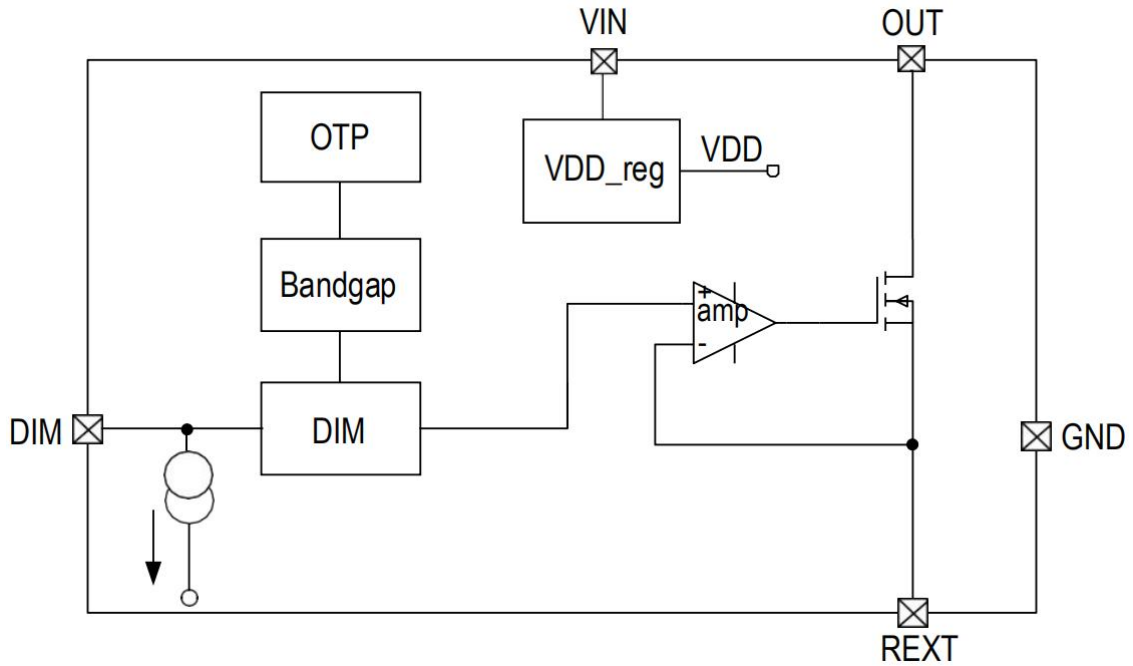 VIN
OUT
OTP
VDD_reg
VDD
Bandgap
+
amp
-
DIM
DIM
GND
REXT